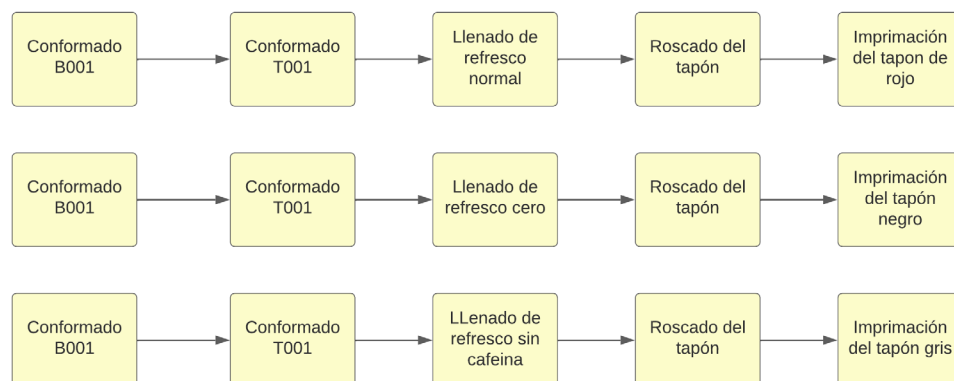 Conformado
B001
Conformado
T001
Llenado de
refresco
normal
Roscado del
tapón
Imprimación
del tapon de
rojo
Conformado
B001
Conformado
T001
Llenado de
refresco cero
Roscado del
tapón
Imprimación
del tapón
negro
Conformado
B001
Conformado
T001
LLenado de
refresco sin
cafeina
Roscado del
tapón
Imprimación
del tapón gris